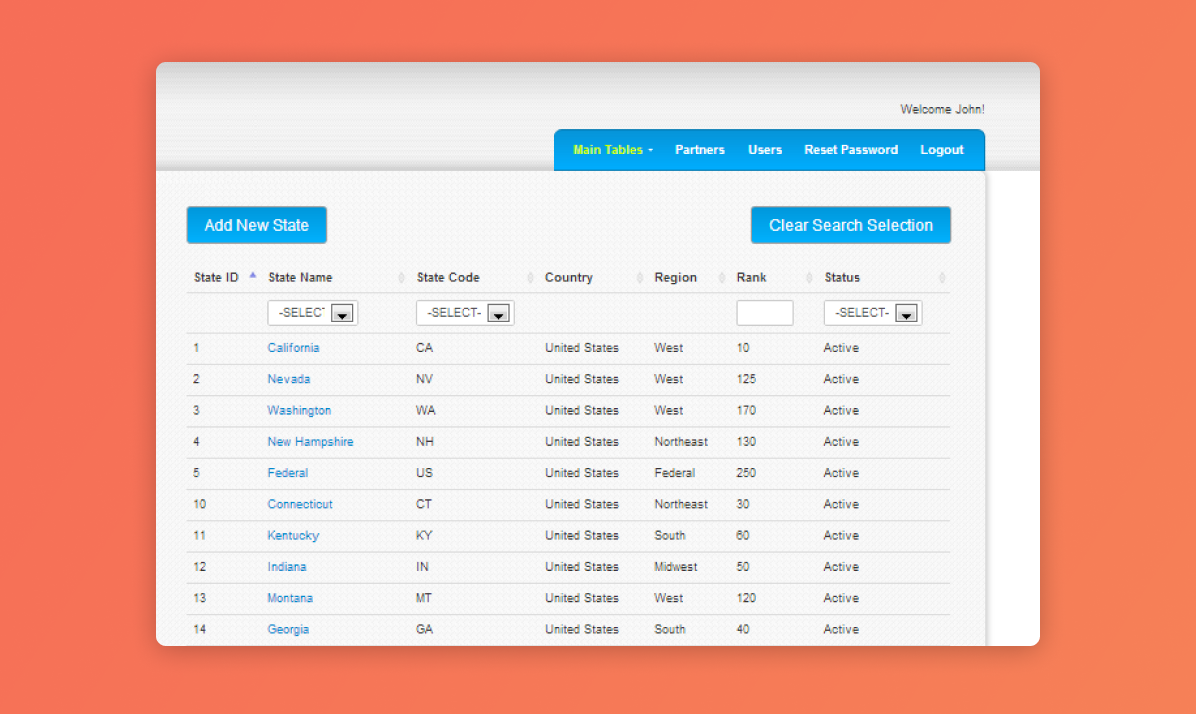 Welcome John!
Main Tables Partners Users Reset Password Logout
Add New State Clear Search Selection
State ID State Name State Code Country Region Rank Status
-SELECT -SELECT- -SELECT-
1 California CA United States West 10 Active
2 Nevada NV United States West 125 Active
3 Washington WA United States West 170 Active
4 New Hampshire NH United States Northeast 130 Active
5 Federal US United States Federal 250 Active
10 Connecticut CT United States Northeast 30 Active
11 Kentucky KY United States South 60 Active
12 Indiana IN United States Midwest 50 Active
13 Montana MT United States West 120 Active
14 Georgia GA United States South 40 Active